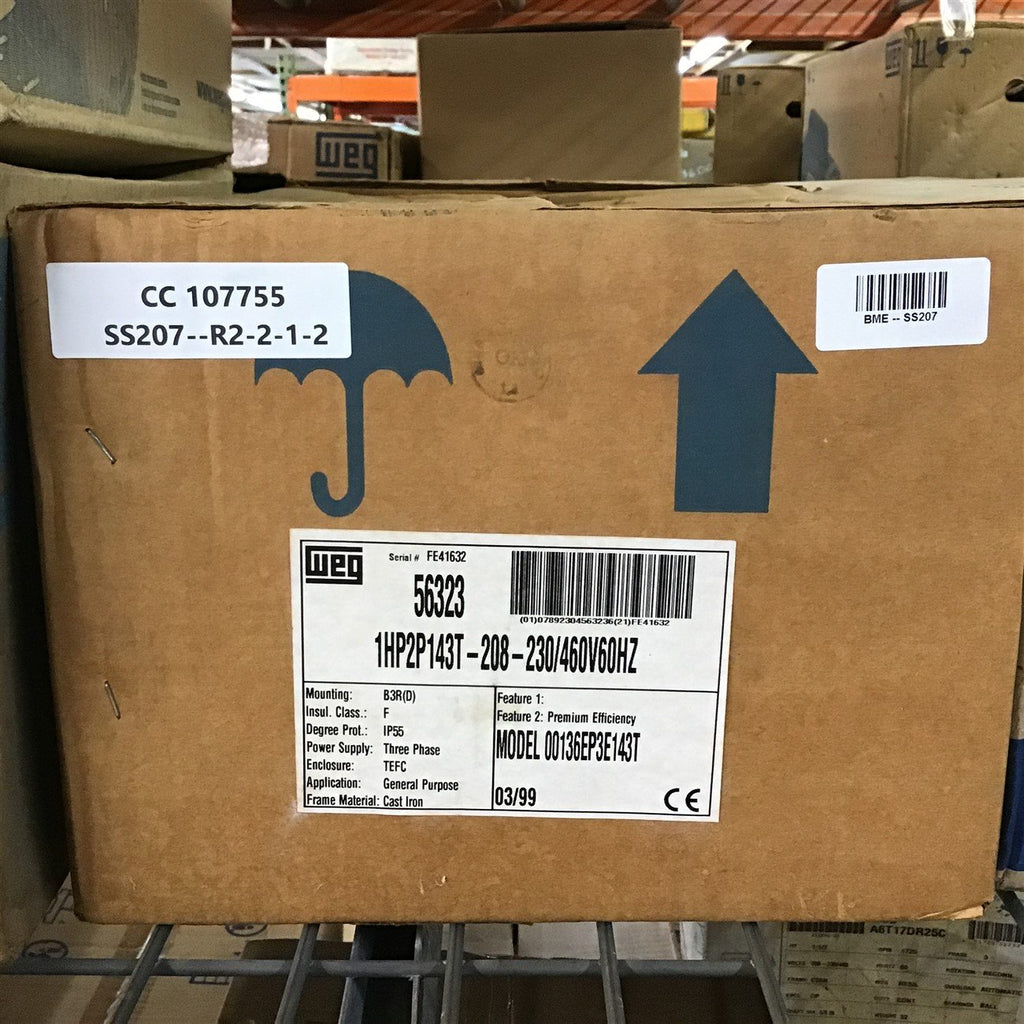 WEG
WEG
CC 107755
SS207--R2-2-1-2
BME -- SS207
WEG
Serial # FE41632
56323
(01)07892304563236(21)FE41632
1HP2P143T-208-230/460V60HZ
Mounting: B3R(D)
Insul. Class.: F
Degree Prot.: IP55
Power Supply: Three Phase
Enclosure: TEFC
Application: General Purpose
Frame Material: Cast Iron
Feature 1:
Feature 2: Premium Efficiency
MODEL 00136EP3E143T
03/99
CE
A6T17DR25C